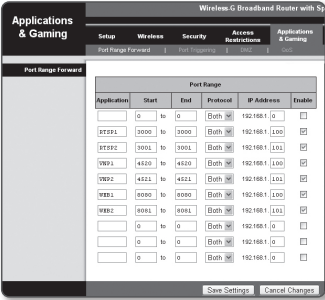 Wireless-G Broadband Router with Sp
Applications & Gaming
Setup Wireless Security Access Restrictions Applications & Gaming
Port Range Forward | Port Triggering | DMZ | QoS
Port Range Forward
Port Range
Application Start End Protocol IP Address Enable
0 to 0 Both 192.168.1. 0
RTSP1 3000 to 3000 Both 192.168.1. 100
RTSP2 3001 to 3001 Both 192.168.1. 101
VNP1 4520 to 4520 Both 192.168.1. 100
VNP2 4521 to 4521 Both 192.168.1. 101
WEB1 8080 to 8080 Both 192.168.1. 100
WEB2 8081 to 8081 Both 192.168.1. 101
0 to 0 Both 192.168.1. 0
0 to 0 Both 192.168.1. 0
0 to 0 Both 192.168.1. 0
Save Settings Cancel Changes